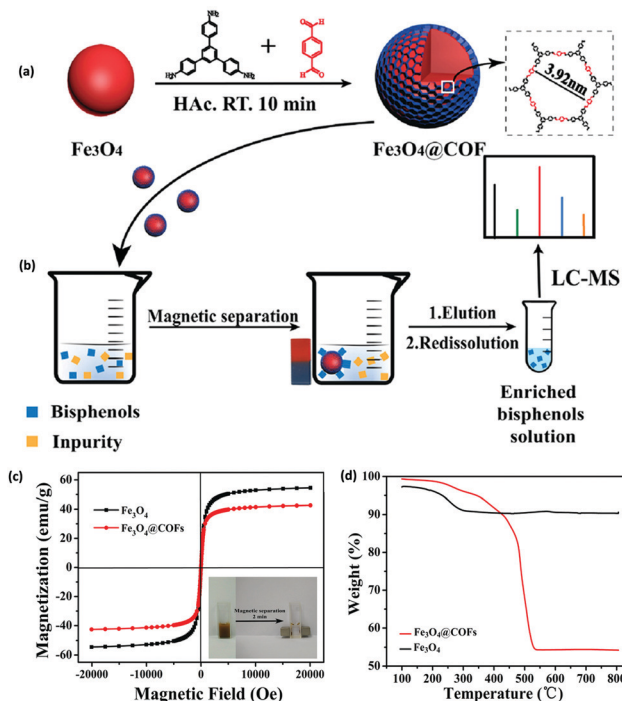 (a)
NH₂
H₂N
NH₂
+
O
H
H
O
HAc. RT. 10 min
Fe₃O₄
Fe₃O₄@COF
3.92nm
(b)
Magnetic separation
1.Elution
2.Redissolution
LC-MS
Enriched
bisphenols
solution
Bisphenols
Inpurity
(c)
Magnetization (emu/g)
60
40
20
0
-20
-40
-60
Fe₃O₄
Fe₃O₄@COFs
Magnetic separation
2 min
-20000
-10000
0
10000
20000
Magnetic Field (Oe)
(d)
Weight (%)
100
90
80
70
60
50
Fe₃O₄@COFs
Fe₃O₄
100 200 300 400 500 600 700 800
Temperature (℃)